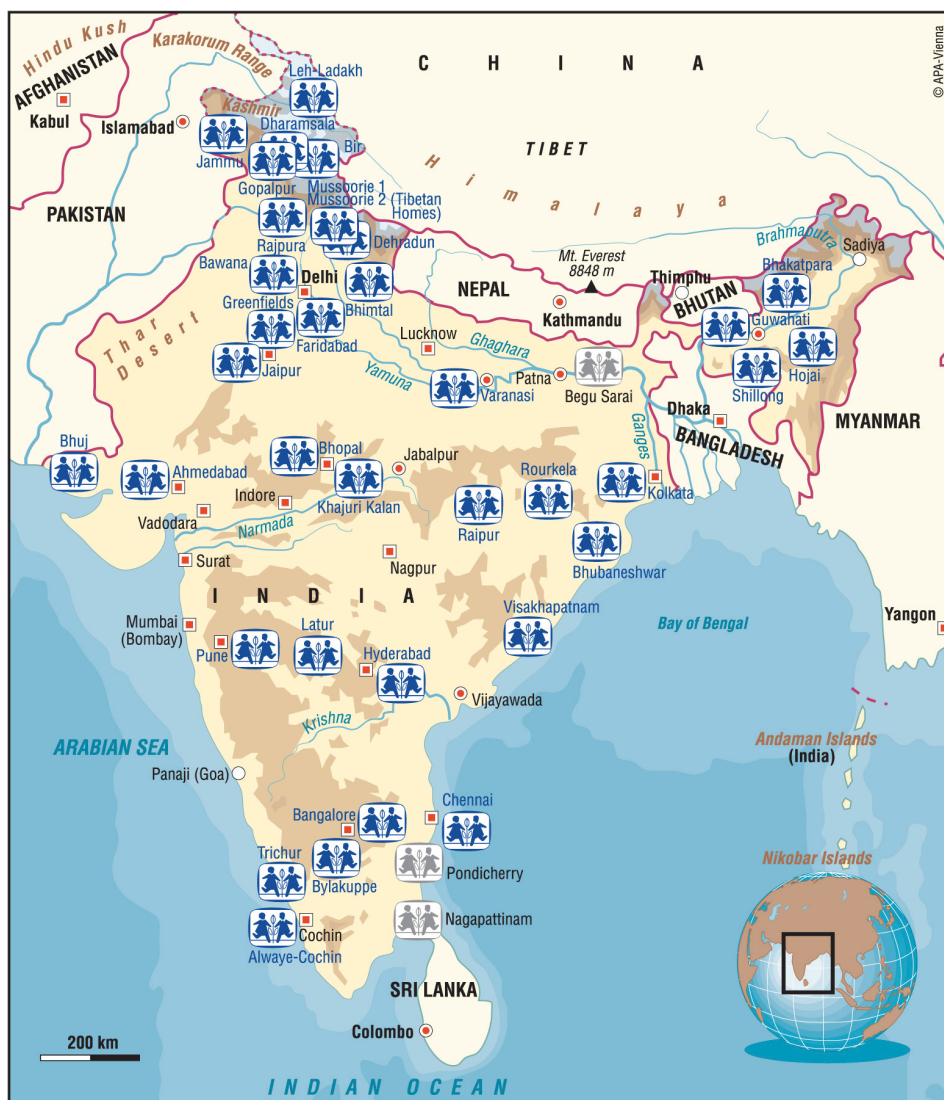 © APA-Vienna
Hindu Kush
AFGHANISTAN
Kabul
Karakorum Range
Islamabad
C H I N A
Leh-Ladakh
Kashmir
Dharamsala
Bir
Jammu
Gopalpur
TIBET
Himalaya
PAKISTAN
Mussoorie 1
Mussoorie 2 (Tibetan
Homes)
Rajpura
Dehradun
Bawana
Delhi
Bhimtal
Greenfields
Faridabad
Jaipur
Thar
Desert
Mt. Everest
8848 m
NEPAL
Kathmandu
Thimphu
BHUTAN
Brahmaputra
Sadiya
Bhakatpara
Guwahati
Hojai
Shillong
Lucknow
Ghaghara
Yamuna
Varanasi
Patna
Begu Sarai
Ganges
Dhaka
BANGLADESH
MYANMAR
Bhuj
Ahmedabad
Bhopal
Jabalpur
Indore
Khajuri Kalan
Vadodara
Narmada
Rourkela
Kolkata
Raipur
Surat
Nagpur
Bhubaneshwar
I N D I A
Mumbai
(Bombay)
Pune
Latur
Hyderabad
Visakhapatnam
Bay of Bengal
Yangon
Vijayawada
Krishna
ARABIAN SEA
Panaji (Goa)
Andaman Islands
(India)
Bangalore
Chennai
Trichur
Bylakuppe
Pondicherry
Nikobar Islands
Cochin
Nagapattinam
Alwaye-Cochin
SRI LANKA
Colombo
200 km
INDIAN OCEAN